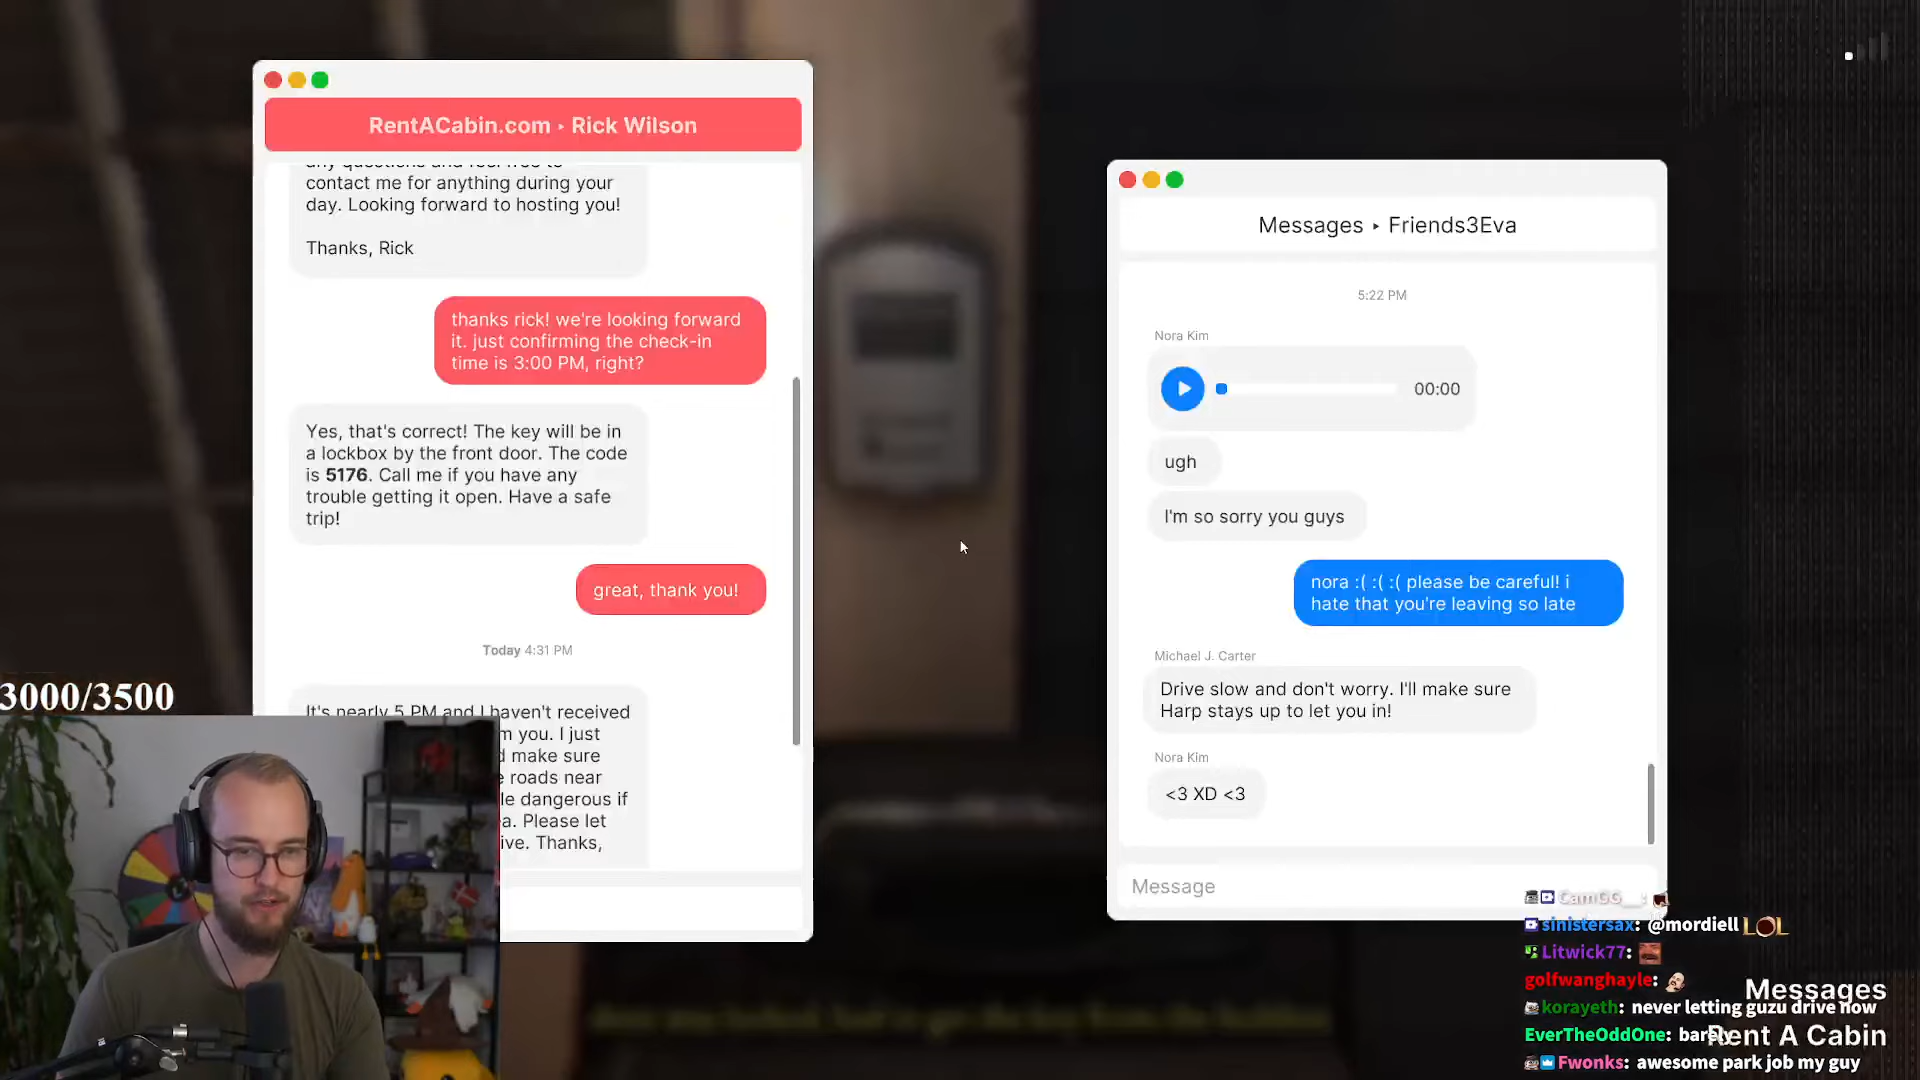 RentACabin.com ‣ Rick Wilson
any questions and feel free to
contact me for anything during your
day. Looking forward to hosting you!
Thanks, Rick
thanks rick! we're looking forward
it. just confirming the check-in
time is 3:00 PM, right?
Yes, that's correct! The key will be in
a lockbox by the front door. The code
is 5176. Call me if you have any
trouble getting it open. Have a safe
trip!
great, thank you!
Today 4:31 PM
It's nearly 5 PM and I haven't received
m you. I just
make sure
roads near
le dangerous if
a. Please let
ive. Thanks,
Messages ‣ Friends3Eva
5:22 PM
Nora Kim
00:00
ugh
I'm so sorry you guys
nora :( :( :( please be careful! i
hate that you're leaving so late
Michael J. Carter
Drive slow and don't worry. I'll make sure
Harp stays up to let you in!
Nora Kim
<3 XD <3
Message
3000/3500
CamGG__:
sinistersax: @mordiell LOL
Litwick77:
golfwanghayle:
korayeth: never letting guzu drive now
EverTheOddOne: barely
Fwonks: awesome park job my guy
Messages
Rent A Cabin